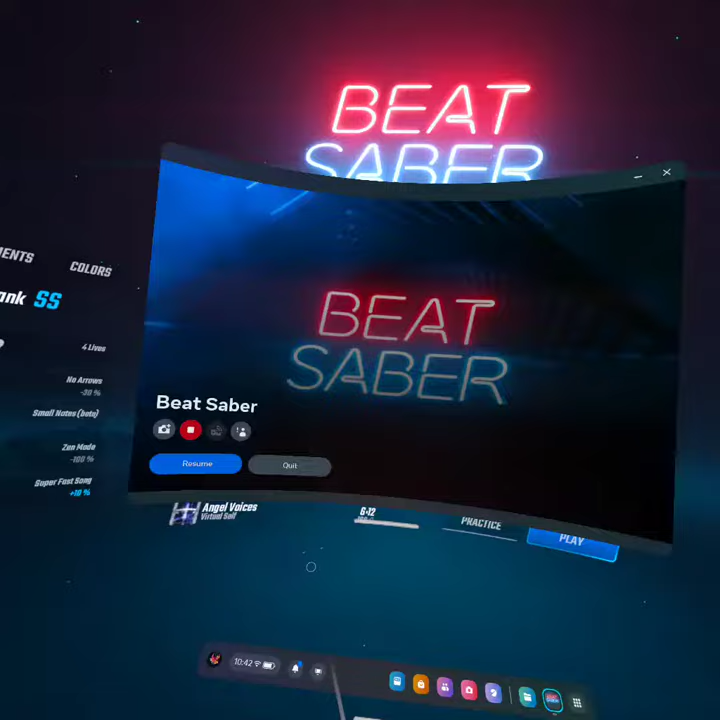 BEAT
SABER
ENTS
COLORS
ank SS
4 Lives
No Arrows
-30 %
Small Notes (beta)
Zen Mode
-100 %
Super Fast Song
+10 %
BEAT
SABER
Beat Saber
Resume
Quit
Angel Voices
Virtual Self
6:12
PRACTICE
PLAY
10:42